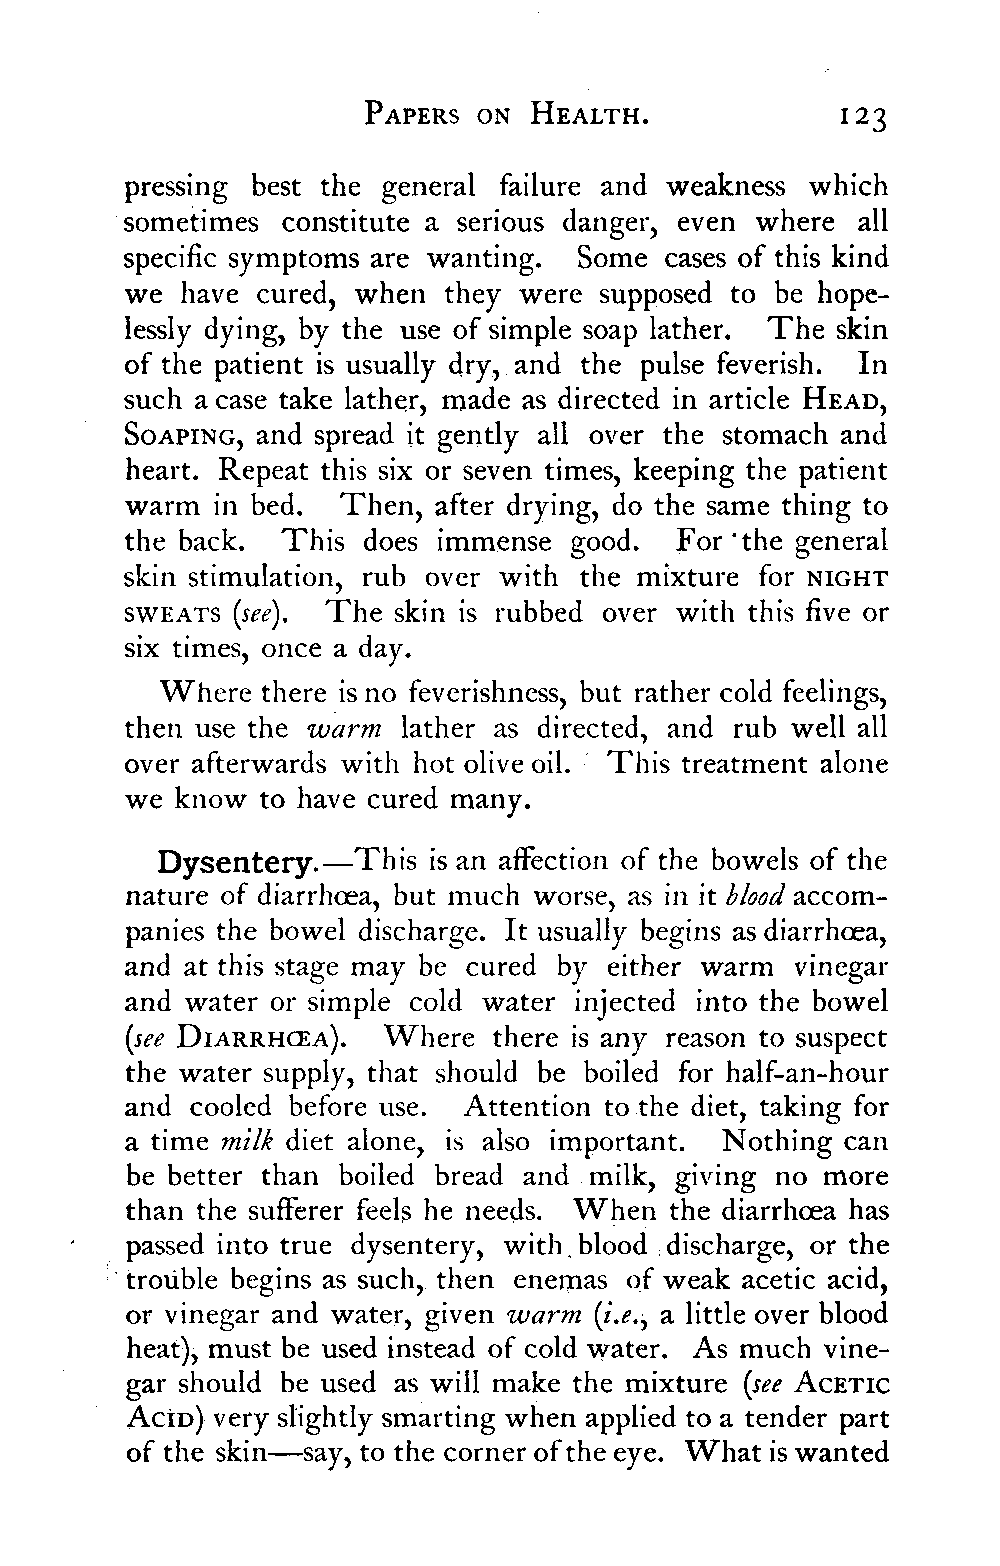 Papers on Health. 123
pressing best the general failure and weakness which
sometimes constitute a serious danger, even where all
specific symptoms are wanting. Some cases of this kind
we have cured, when they were supposed to be hope-
lessly dying, by the use of simple soap lather. The skin
of the patient is usually dry, and the pulse feverish. In
such a case take lather, made as directed in article Head,
Soaping, and spread it gently all over the stomach and
heart. Repeat this six or seven times, keeping the patient
warm in bed. Then, after drying, do the same thing to
the back. This does immense good. For the general
skin stimulation, rub over with the mixture for night
sweats (see). The skin is rubbed over with this five or
six times, once a day.
Where there is no feverishness, but rather cold feelings,
then use the warm lather as directed, and rub well all
over afterwards with hot olive oil. This treatment alone
we know to have cured many.
Dysentery.—This is an affection of the bowels of the
nature of diarrhœa, but much worse, as in it blood accom-
panies the bowel discharge. It usually begins as diarrhœa,
and at this stage may be cured by either warm vinegar
and water or simple cold water injected into the bowel
(see Diarrhœa). Where there is any reason to suspect
the water supply, that should be boiled for half-an-hour
and cooled before use. Attention to the diet, taking for
a time milk diet alone, is also important. Nothing can
be better than boiled bread and milk, giving no more
than the sufferer feels he needs. When the diarrhœa has
passed into true dysentery, with blood discharge, or the
trouble begins as such, then enemas of weak acetic acid,
or vinegar and water, given warm (i.e., a little over blood
heat), must be used instead of cold water. As much vine-
gar should be used as will make the mixture (see Acetic
Acid) very slightly smarting when applied to a tender part
of the skin—say, to the corner of the eye. What is wanted